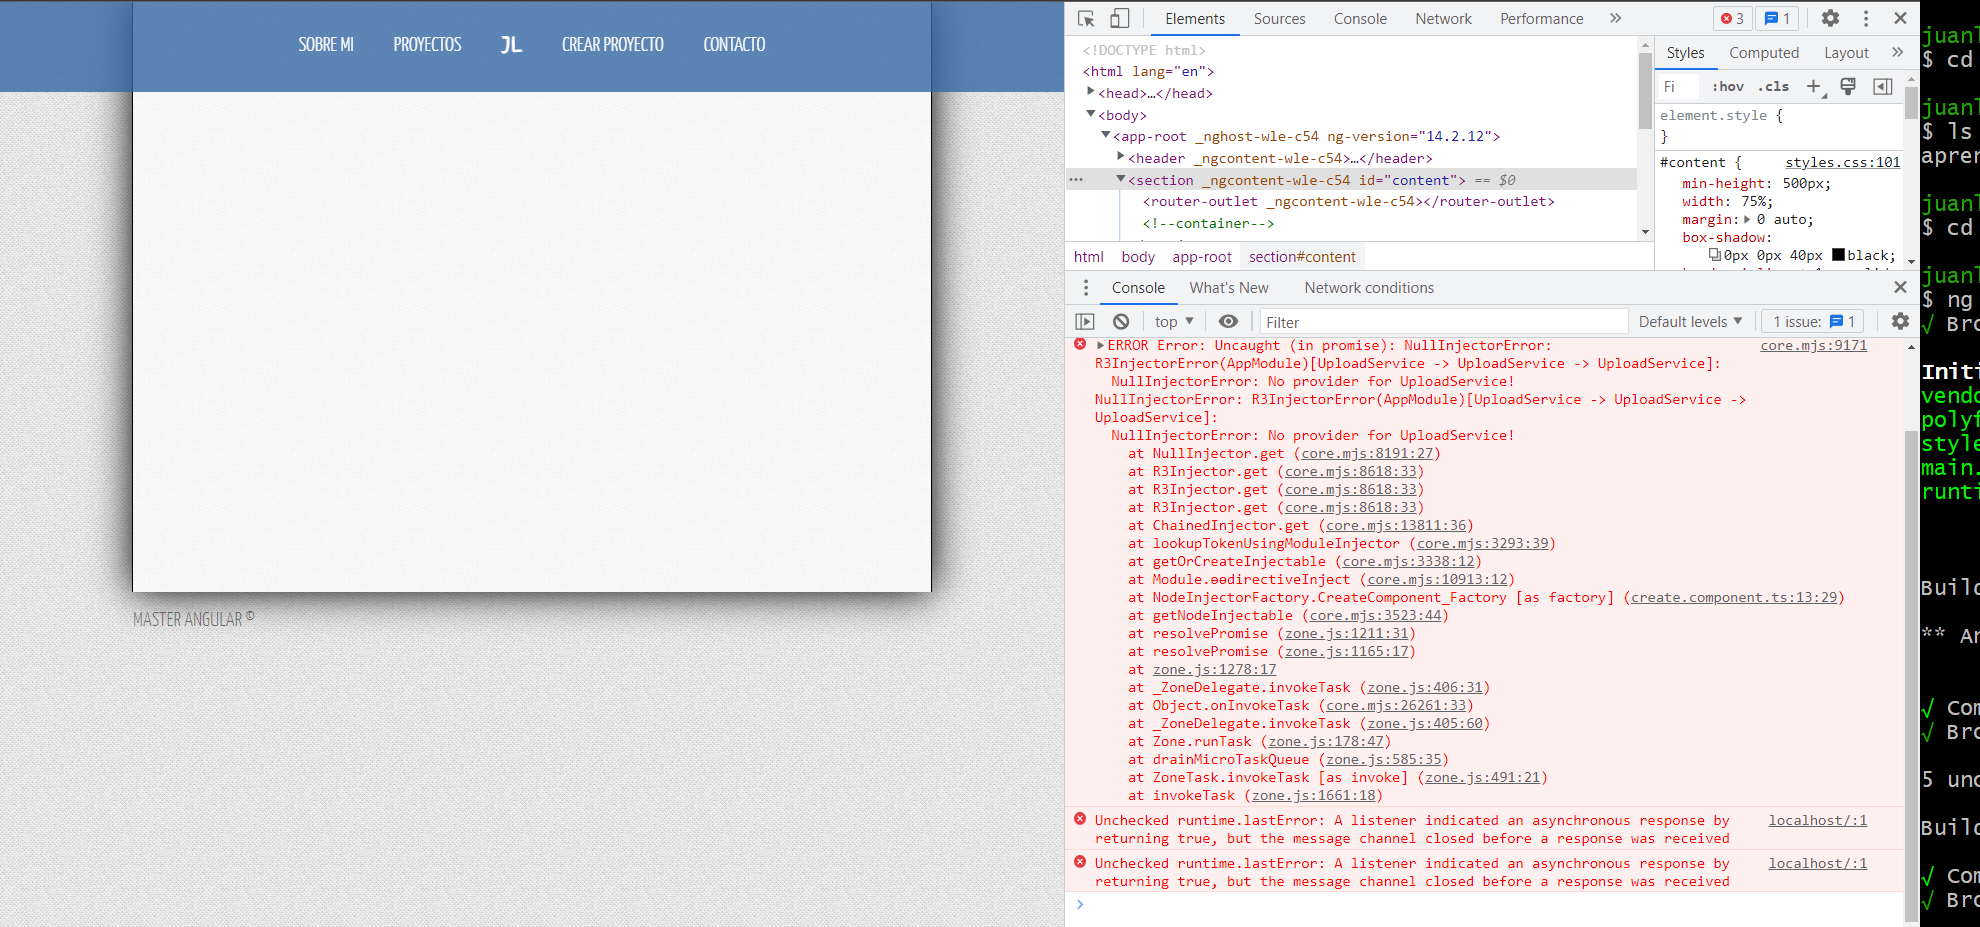 SOBRE MI PROYECTOS JL CREAR PROYECTO CONTACTO
MASTER ANGULAR ©
Elements Sources Console Network Performance » 3 1
<!DOCTYPE html>
<html lang="en">
<head>…</head>
<body>
<app-root _nghost-wle-c54 ng-version="14.2.12">
<header _ngcontent-wle-c54>…</header>
<section _ngcontent-wle-c54 id="content"> == $0
<router-outlet _ngcontent-wle-c54></router-outlet>
<!--container-->
html body app-root section#content
Styles Computed Layout »
Fi :hov .cls
element.style {
}
#content { styles.css:101
min-height: 500px;
width: 75%;
margin: 0 auto;
box-shadow:
0px 0px 40px black;
Console What's New Network conditions
top Filter Default levels 1 issue: 1
ERROR Error: Uncaught (in promise): NullInjectorError: core.mjs:9171
R3InjectorError(AppModule)[UploadService -> UploadService -> UploadService]:
NullInjectorError: No provider for UploadService!
NullInjectorError: R3InjectorError(AppModule)[UploadService -> UploadService ->
UploadService]:
NullInjectorError: No provider for UploadService!
at NullInjector.get (core.mjs:8191:27)
at R3Injector.get (core.mjs:8618:33)
at R3Injector.get (core.mjs:8618:33)
at R3Injector.get (core.mjs:8618:33)
at ChainedInjector.get (core.mjs:13811:36)
at lookupTokenUsingModuleInjector (core.mjs:3293:39)
at getOrCreateInjectable (core.mjs:3338:12)
at Module.ɵɵdirectiveInject (core.mjs:10913:12)
at NodeInjectorFactory.CreateComponent_Factory [as factory] (create.component.ts:13:29)
at getNodeInjectable (core.mjs:3523:44)
at resolvePromise (zone.js:1211:31)
at resolvePromise (zone.js:1165:17)
at zone.js:1278:17
at _ZoneDelegate.invokeTask (zone.js:406:31)
at Object.onInvokeTask (core.mjs:26261:33)
at _ZoneDelegate.invokeTask (zone.js:405:60)
at Zone.runTask (zone.js:178:47)
at drainMicroTaskQueue (zone.js:585:35)
at ZoneTask.invokeTask [as invoke] (zone.js:491:21)
at invokeTask (zone.js:1661:18)
Unchecked runtime.lastError: A listener indicated an asynchronous response by localhost/:1
returning true, but the message channel closed before a response was received
Unchecked runtime.lastError: A listener indicated an asynchronous response by localhost/:1
returning true, but the message channel closed before a response was received
>
$ cd
$ ls
$ cd
$ ng
√ Bro
Initi
vendo
polyf
style
main.
runti
Build
** Ar
√ Com
√ Bro
5 unc
Build
√ Com
√ Bro